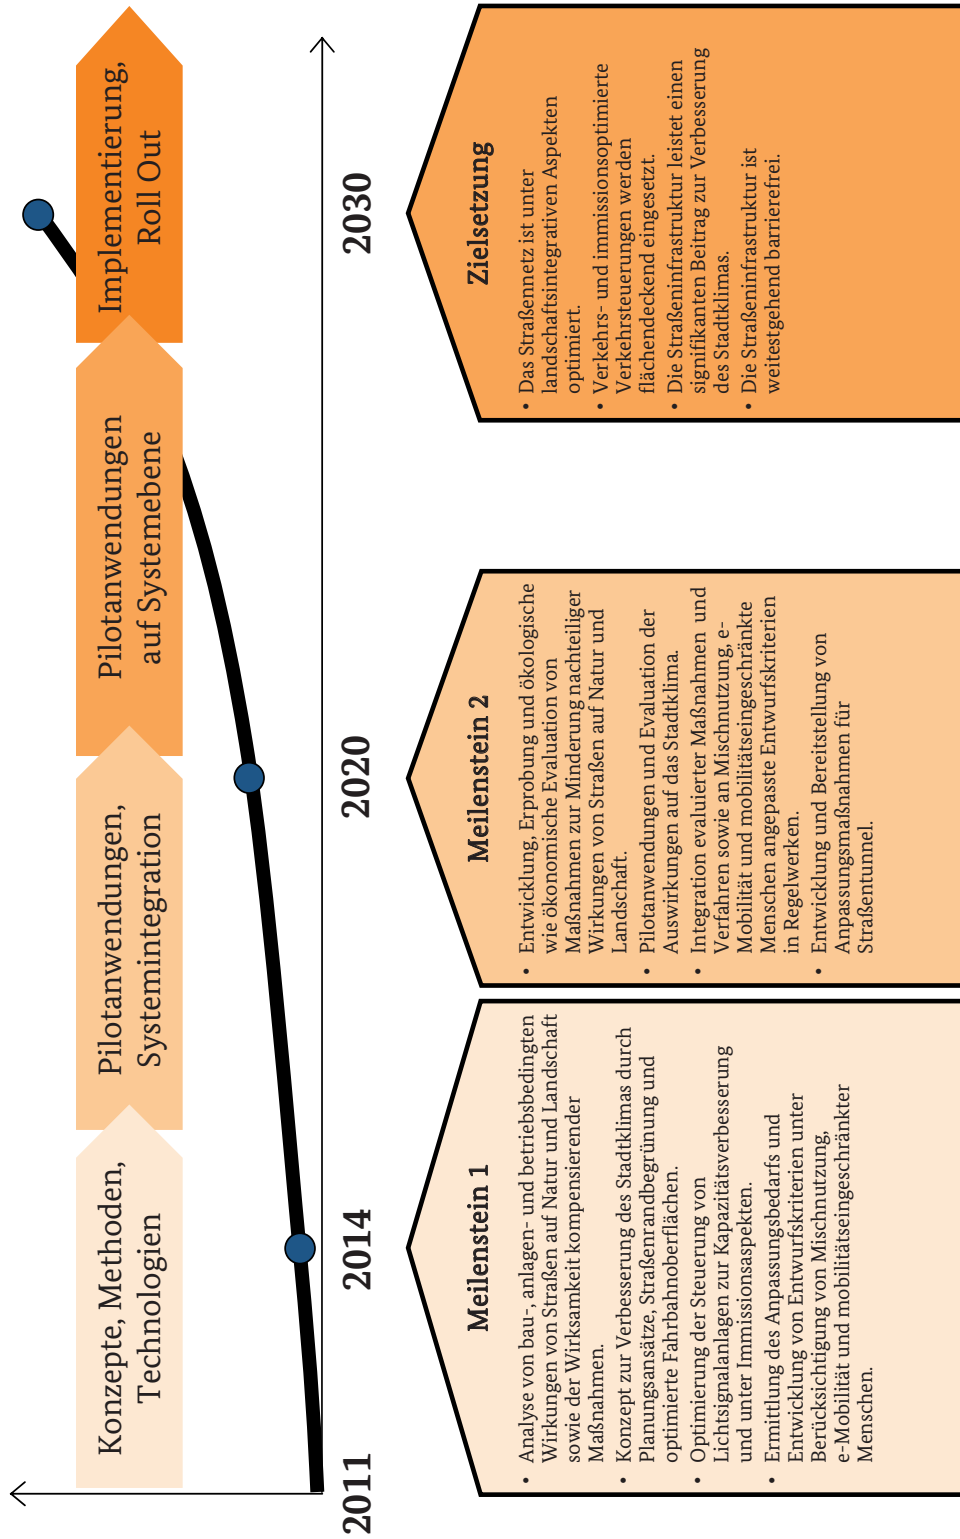 Konzepte, Methoden,
Technologien
Pilotanwendungen,
Systemintegration
Pilotanwendungen
auf Systemebene
Implementierung,
Roll Out
2011
2014
2020
2030
Meilenstein 1
• Analyse von bau-, anlagen- und betriebsbedingten
Wirkungen von Straßen auf Natur und Landschaft
sowie der Wirksamkeit kompensierender
Maßnahmen.
• Konzept zur Verbesserung des Stadtklimas durch
Planungsansätze, Straßenrandbegrünung und
optimierte Fahrbahnoberflächen.
• Optimierung der Steuerung von
Lichtsignalanlagen zur Kapazitätsverbesserung
und unter Immissionsaspekten.
• Ermittlung des Anpassungsbedarfs und
Entwicklung von Entwurfskriterien unter
Berücksichtigung von Mischnutzung,
e-Mobilität und mobilitätseingeschränkter
Menschen.
Meilenstein 2
• Entwicklung, Erprobung und ökologische
wie ökonomische Evaluation von
Maßnahmen zur Minderung nachteiliger
Wirkungen von Straßen auf Natur und
Landschaft.
• Pilotanwendungen und Evaluation der
Auswirkungen auf das Stadtklima.
• Integration evaluierter Maßnahmen und
Verfahren sowie an Mischnutzung, e-
Mobilität und mobilitätseingeschränkte
Menschen angepasste Entwurfskriterien
in Regelwerken.
• Entwicklung und Bereitstellung von
Anpassungsmaßnahmen für
Straßentunnel.
Zielsetzung
• Das Straßennetz ist unter
landschaftsintegrativen Aspekten
optimiert.
• Verkehrs- und immissionsoptimierte
Verkehrsteuerungen werden
flächendeckend eingesetzt.
• Die Straßeninfrastruktur leistet einen
signifikanten Beitrag zur Verbesserung
des Stadtklimas.
• Die Straßeninfrastruktur ist
weitestgehend barrierefrei.